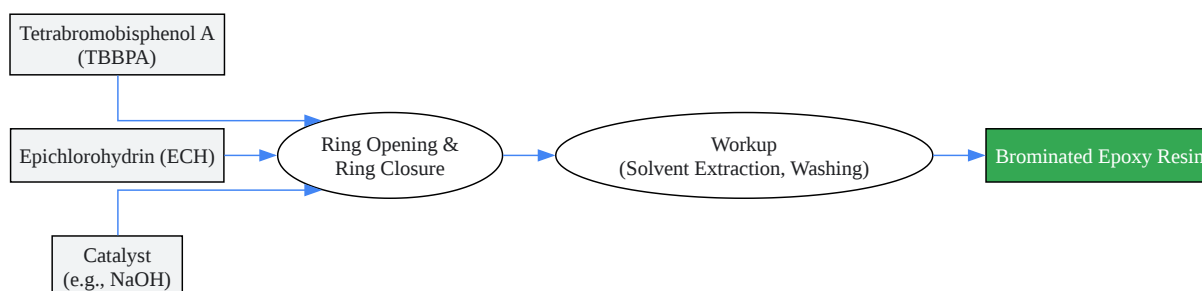 Tetrabromobisphenol A
(TBBPA)
Epichlorohydrin (ECH)
Catalyst
(e.g., NaOH)
Ring Opening &
Ring Closure
Workup
(Solvent Extraction, Washing)
Brominated Epoxy Resin